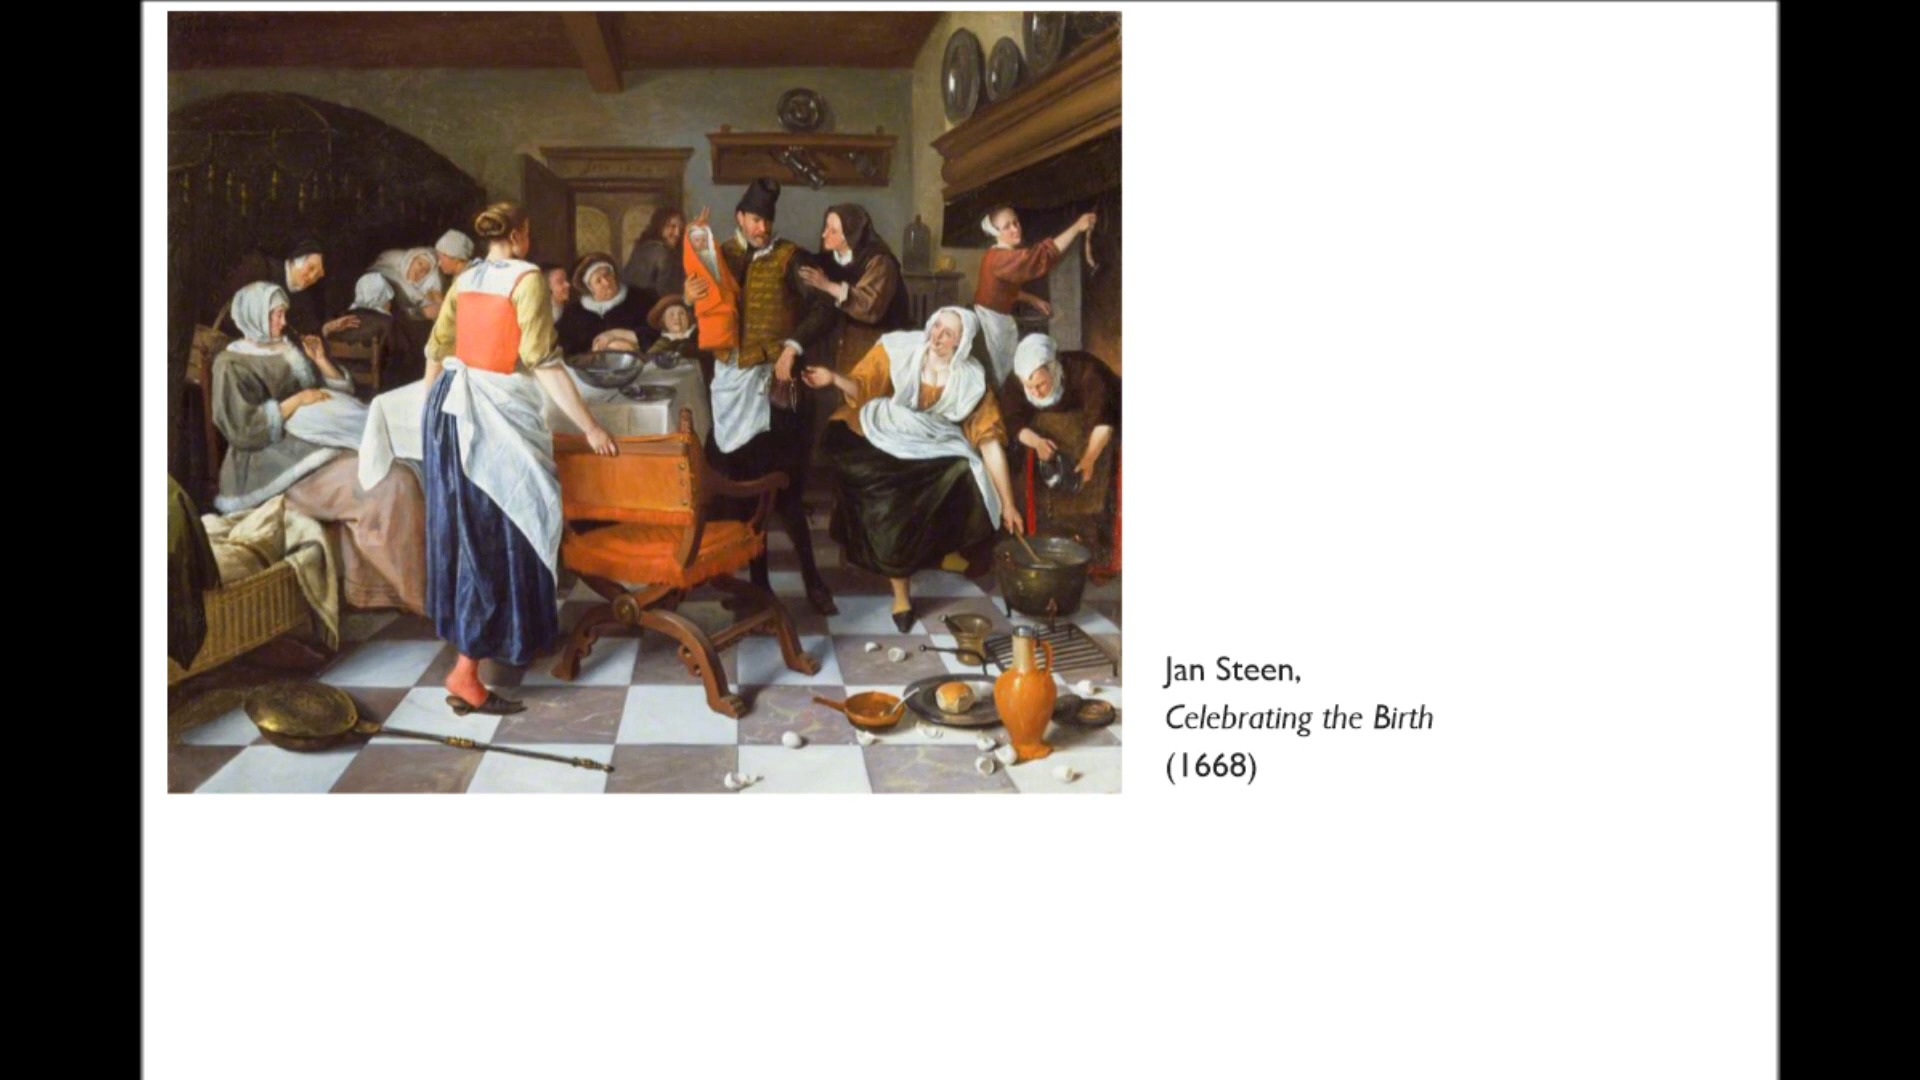 Jan Steen,
Celebrating the Birth
(1668)